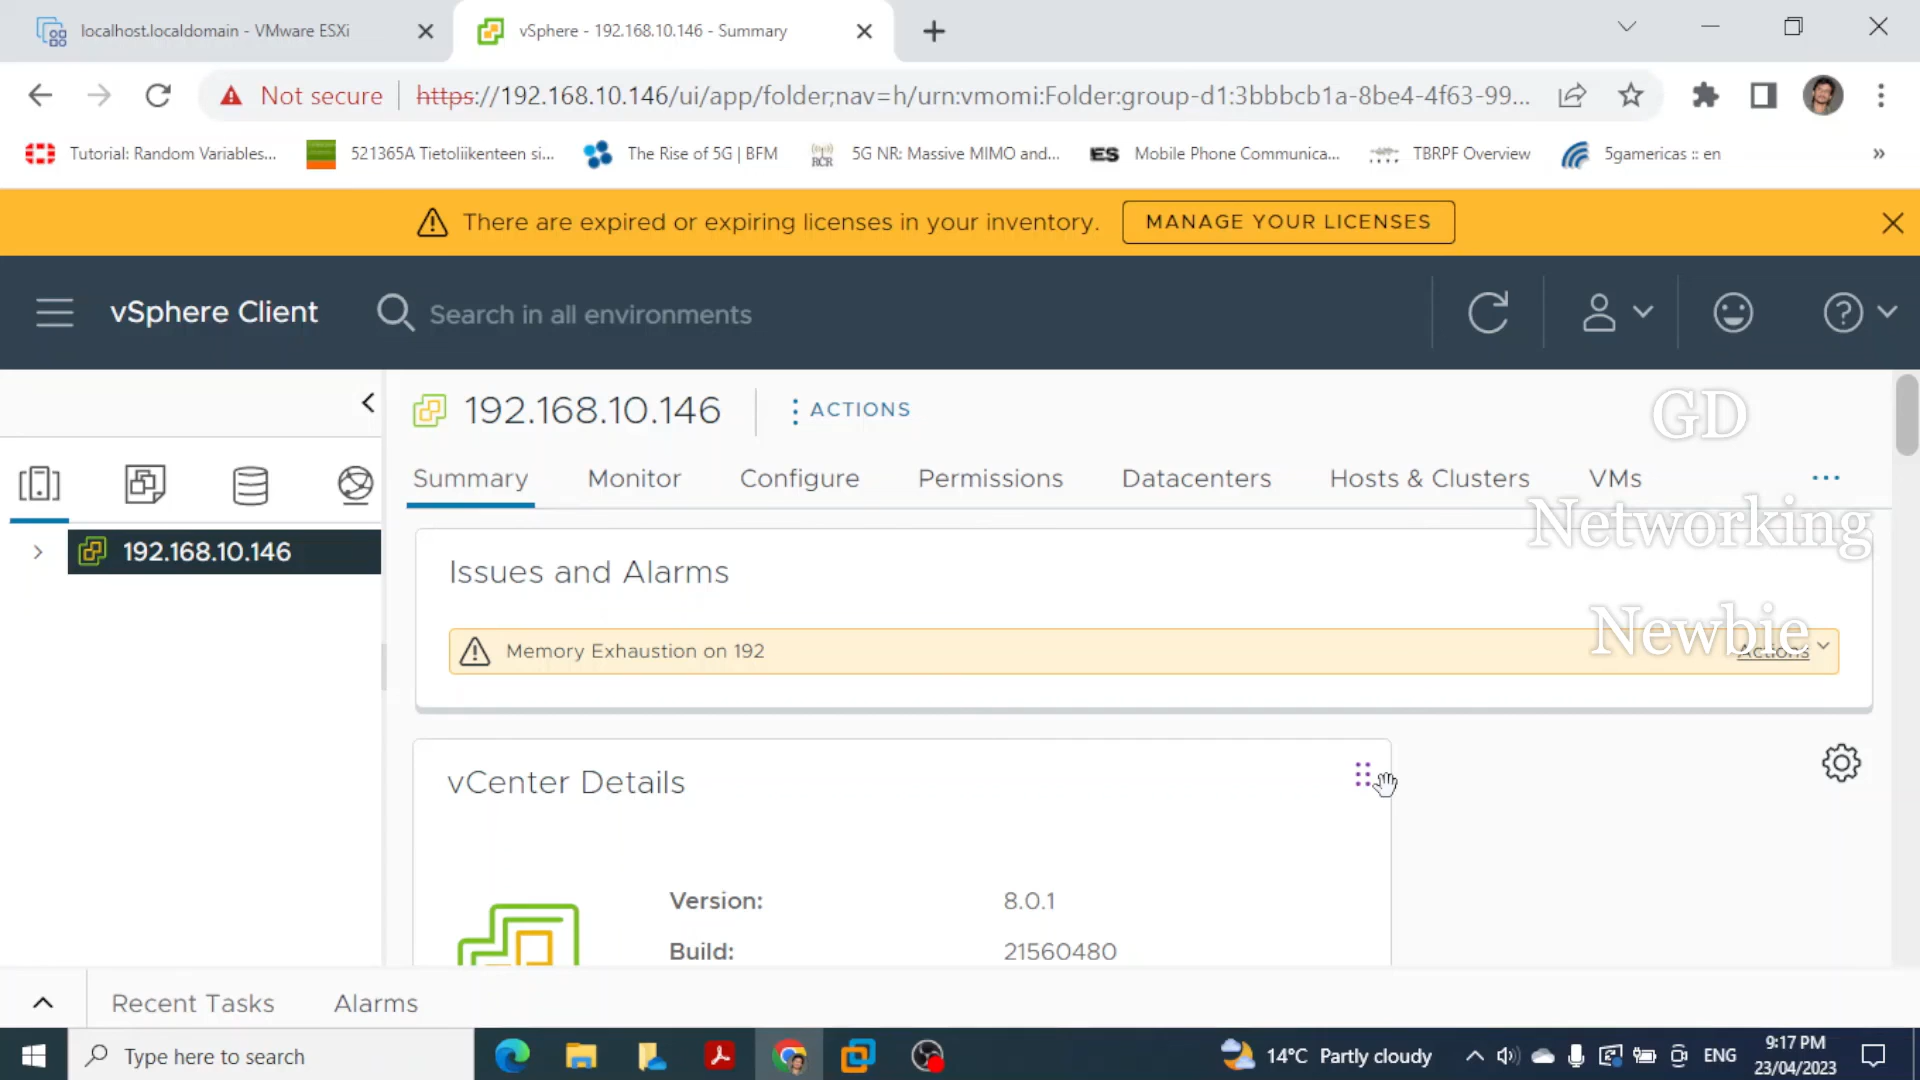 localhost.localdomain - VMware ESXi
vSphere - 192.168.10.146 - Summary
Not secure
https://192.168.10.146/ui/app/folder;nav=h/urn:vmomi:Folder:group-d1:3bbbcb1a-8be4-4f63-99...
Tutorial: Random Variables...
521365A Tietoliikenteen si...
The Rise of 5G | BFM
RCR
5G NR: Massive MIMO and...
ES
Mobile Phone Communica...
TBRPF Overview
5gamericas :: en
»
There are expired or expiring licenses in your inventory.
MANAGE YOUR LICENSES
vSphere Client
Search in all environments
192.168.10.146
ACTIONS
GD
Summary
Monitor
Configure
Permissions
Datacenters
Hosts & Clusters
VMs
...
Networking
192.168.10.146
Issues and Alarms
Newbie
Memory Exhaustion on 192
Actions
vCenter Details
Version:
8.0.1
Build:
21560480
Recent Tasks
Alarms
Type here to search
14°C Partly cloudy
ENG
9:17 PM
23/04/2023